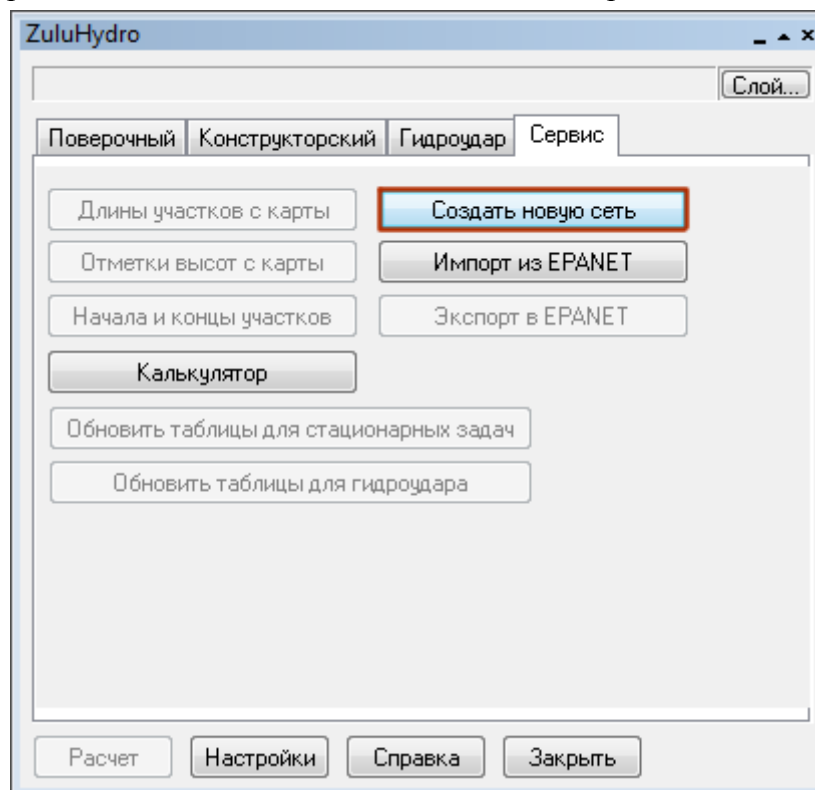 ZuluHydro
Слой...
Поверочный Конструкторский Гидроудар Сервис
Длины участков с карты Создать новую сеть
Отметки высот с карты Импорт из EPANET
Начала и концы участков Экспорт в EPANET
Калькулятор
Обновить таблицы для стационарных задач
Обновить таблицы для гидроудара
Расчет Настройки Справка Закрыть